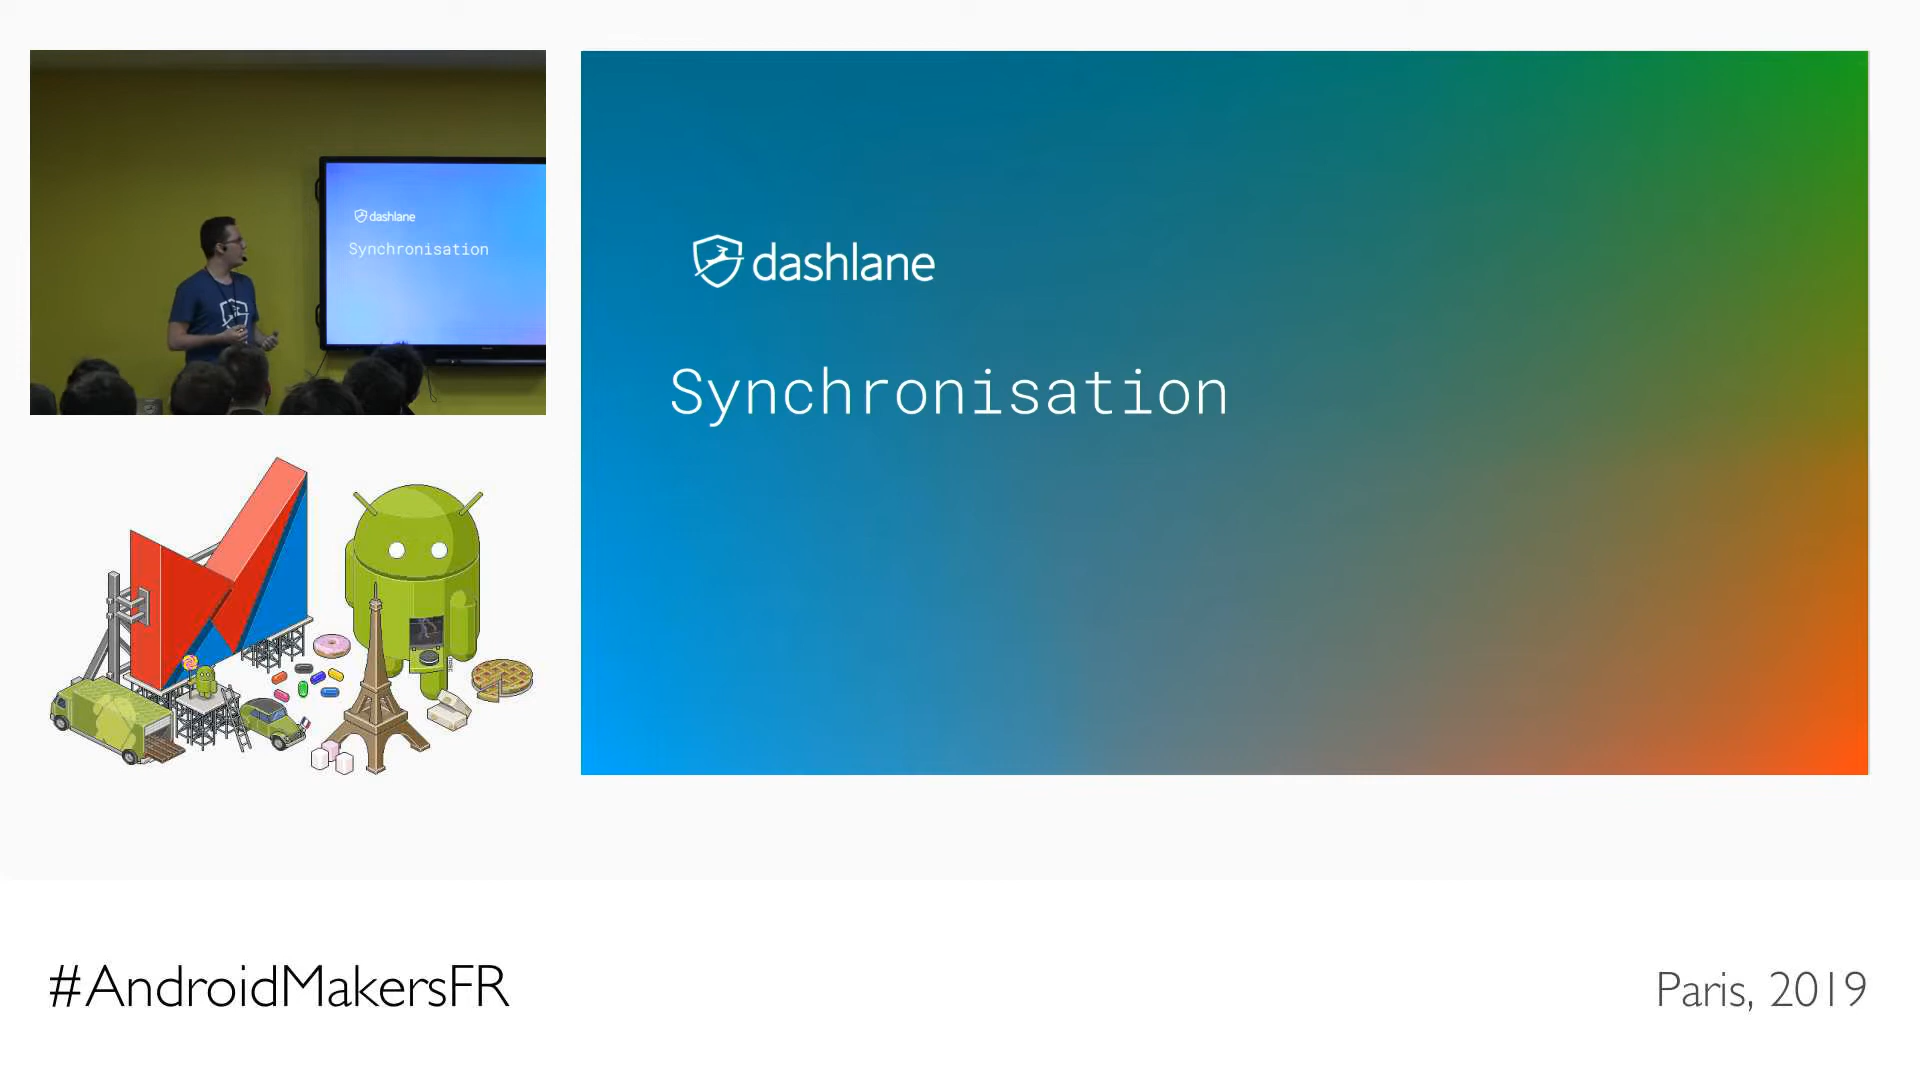 dashlane
Synchronisation
dashlane
Synchronisation
#AndroidMakersFR
Paris, 2019